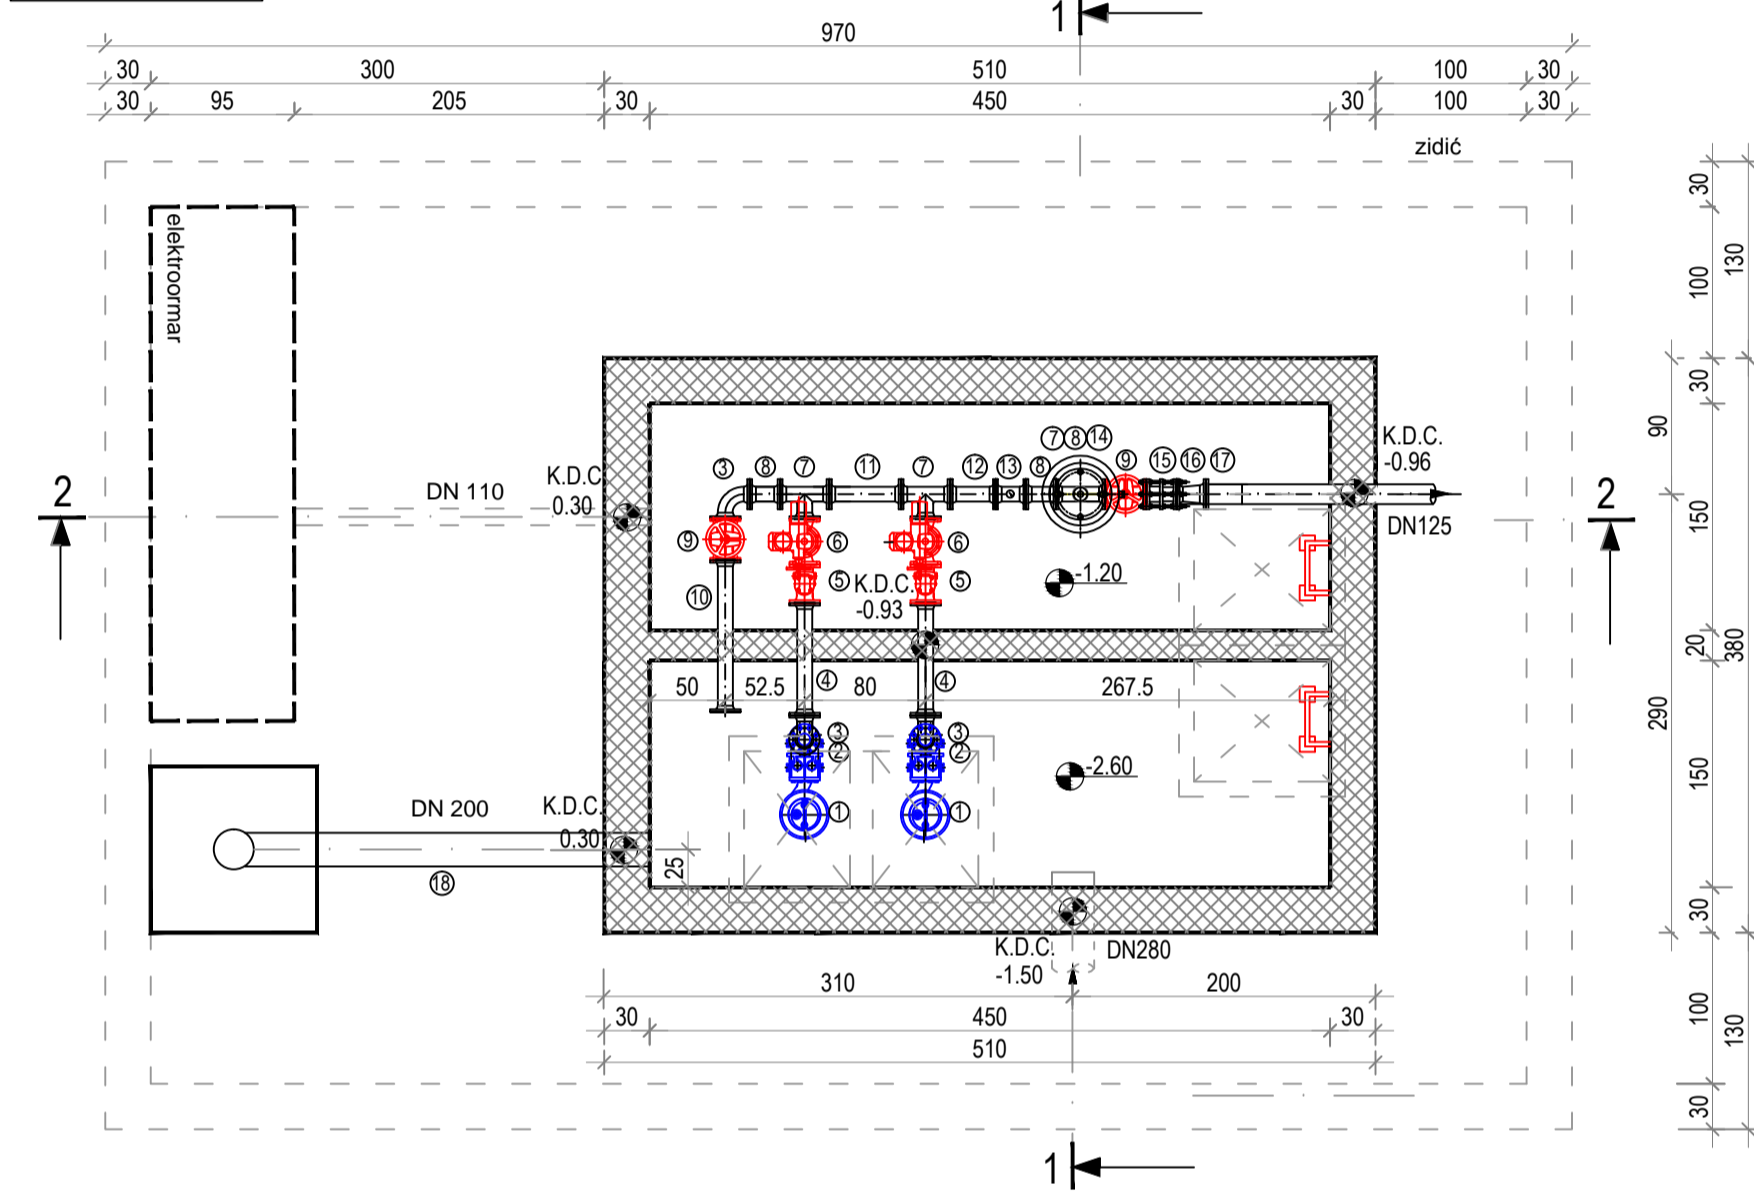 1
970
30 300 510 100 30
30 95 205 30 450 30 100 30
zidić
elektroormar
30
100
130
30
90
150
20
380
290
150
30
100
130
30
⑦⑧⑭
③ ⑧ ⑦ ⑪ ⑦ ⑫ ⑬ ⑧ ⑨ ⑮ ⑯ ⑰
K.D.C.
-0.96
DN125
2
DN 110
K.D.C
0.30
2
⑨ ⑥ ⑥
⑤ ⑤
⑩
K.D.C.
-0.93
-1.20
④ ④
50 52.5 80 267.5
③ ③
② ②
① ①
-2.60
DN 200
K.D.C.
0.30
⑱
25
K.D.C.
-1.50
DN280
310 200
30 450 30
510
1